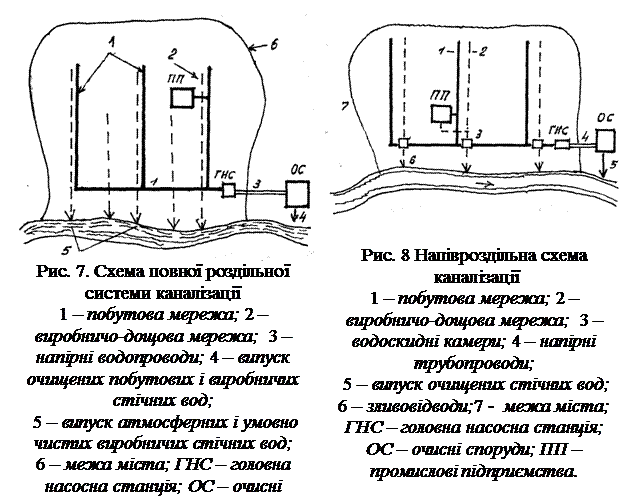 1
2
6
ПП
ГНС
ОС
1
3
4
5
Рис. 7. Схема повної роздільної
системи каналізації
1 – побутова мережа; 2 –
виробничо-дощова мережа; 3 –
напірні водопроводи; 4 – випуск
очищених побутових і виробничих
стічних вод;
5 – випуск атмосферних і умовно
чистих виробничих стічних вод;
6 – межа міста; ГНС – головна
насосна станція; ОС – очисні
1 2
7
ПП
3
ГНС
4
ОС
5
6
Рис. 8 Напівроздільна схема
каналізації
1 – побутова мережа; 2 –
виробничо-дощова мережа; 3 –
водоскидні камери; 4 – напірні
трубопроводи;
5 – випуск очищених стічних вод;
6 – зливовідводи;7 - межа міста;
ГНС – головна насосна станція;
ОС – очисні споруди; ПП –
промислові підприємства.